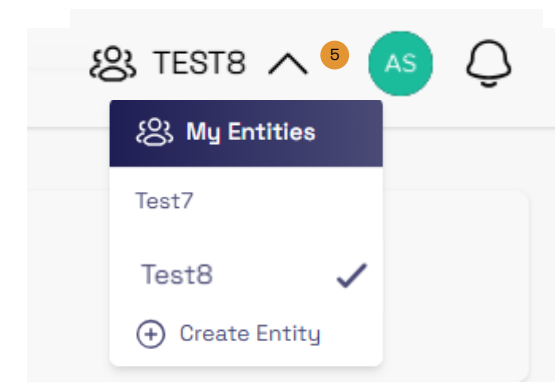 TEST8 5 AS
My Entities
Test7
Test8
Create Entity